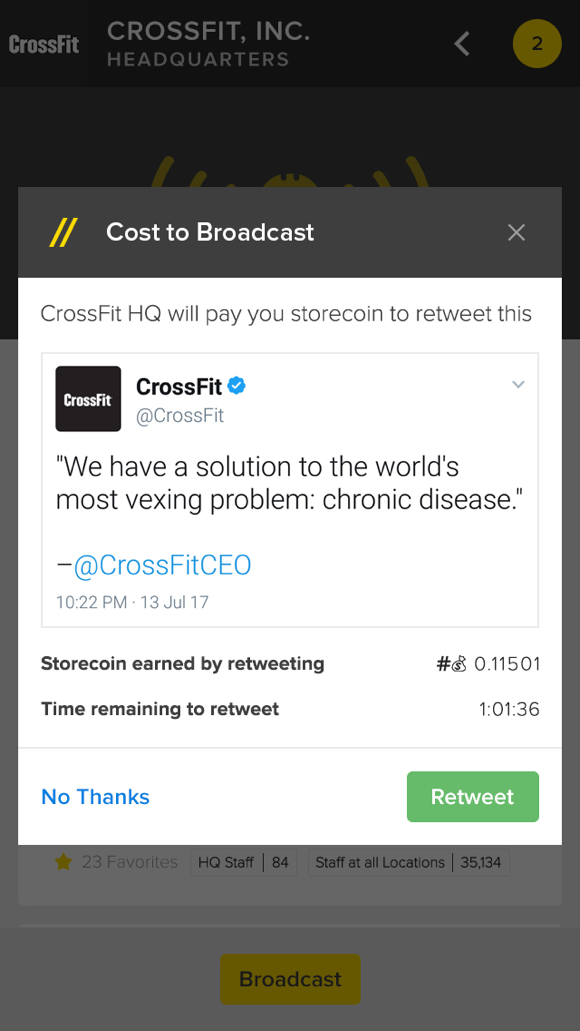 CrossFit
CROSSFIT, INC.
HEADQUARTERS
2
Cost to Broadcast
CrossFit HQ will pay you storecoin to retweet this
CrossFit
CrossFit
@CrossFit
"We have a solution to the world's
most vexing problem: chronic disease."
–@CrossFitCEO
10:22 PM · 13 Jul 17
Storecoin earned by retweeting #💰 0.11501
Time remaining to retweet 1:01:36
No Thanks Retweet
23 Favorites HQ Staff | 84 Staff at all Locations | 35,134
Broadcast